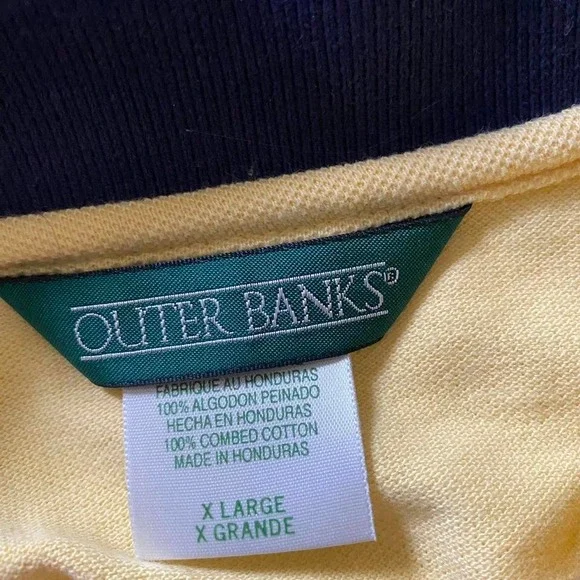 OUTER BANKS®
FABRIQUE AU HONDURAS
100% ALGODON PEINADO
HECHA EN HONDURAS
100% COMBED COTTON
MADE IN HONDURAS
X LARGE
X GRANDE